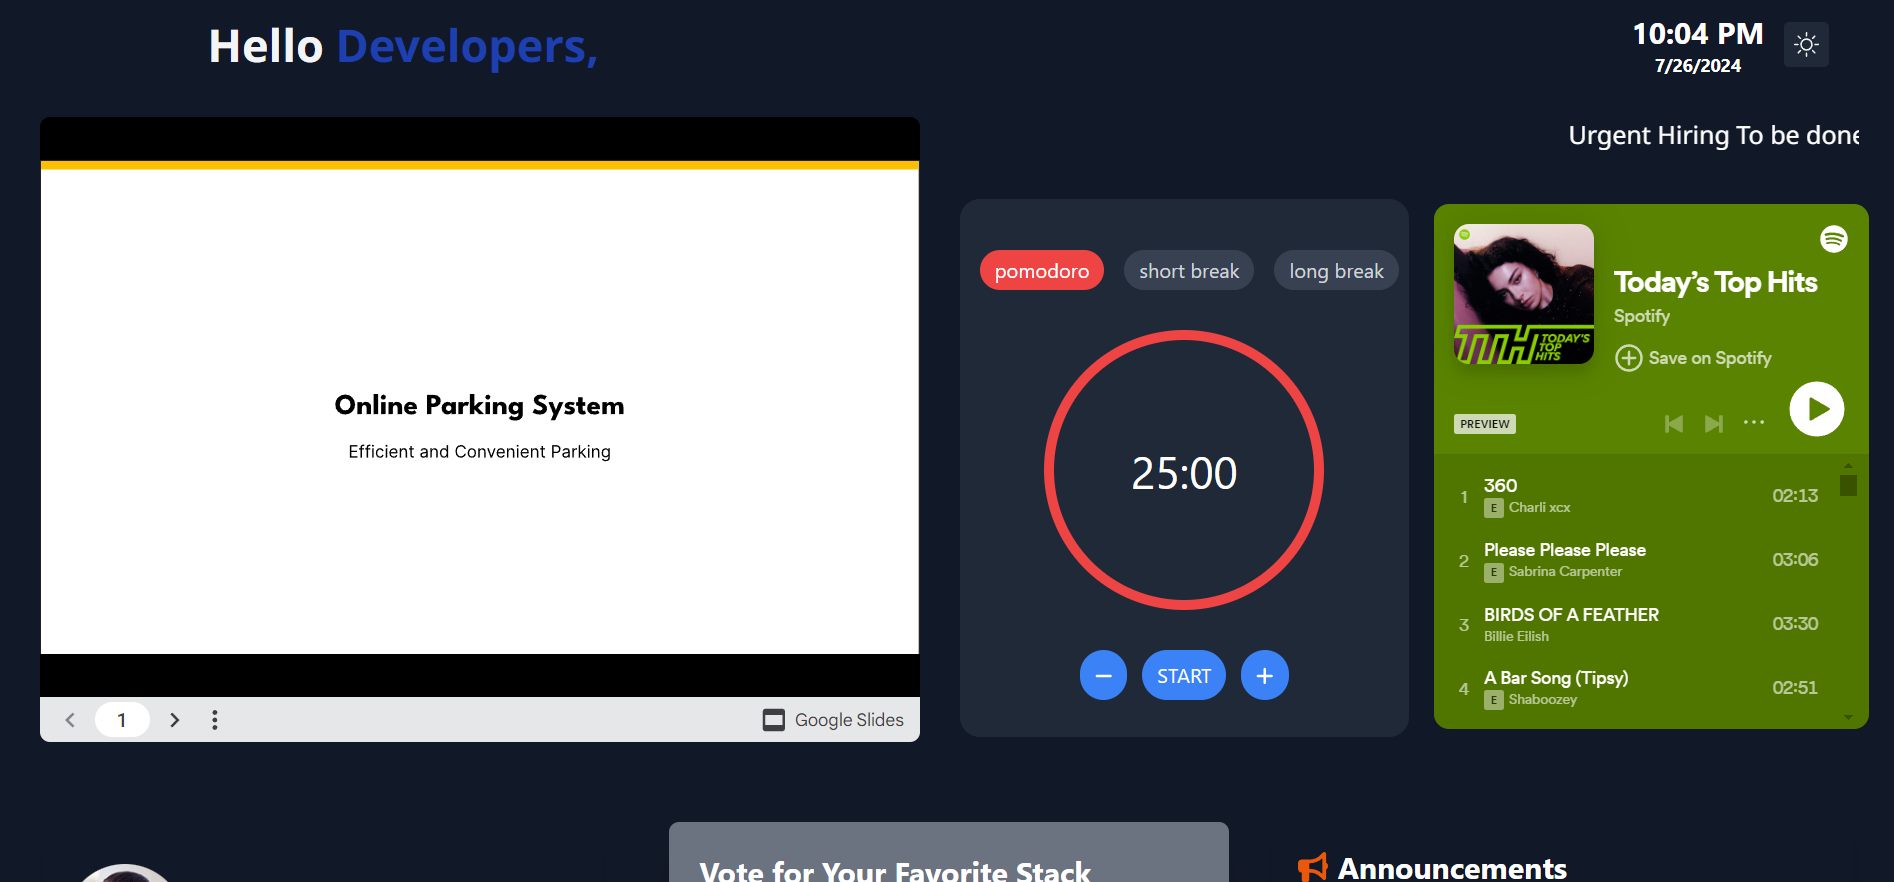 Hello Developers,
10:04 PM
7/26/2024
Urgent Hiring To be done
Online Parking System
Efficient and Convenient Parking
1
Google Slides
pomodoro
short break
long break
25:00
START
TODAY'S
TOP
HITS
TTH
Today's Top Hits
Spotify
Save on Spotify
PREVIEW
1
360
E Charli xcx
02:13
2
Please Please Please
E Sabrina Carpenter
03:06
3
BIRDS OF A FEATHER
Billie Eilish
03:30
4
A Bar Song (Tipsy)
E Shaboozey
02:51
Vote for Your Favorite Stack
Announcements